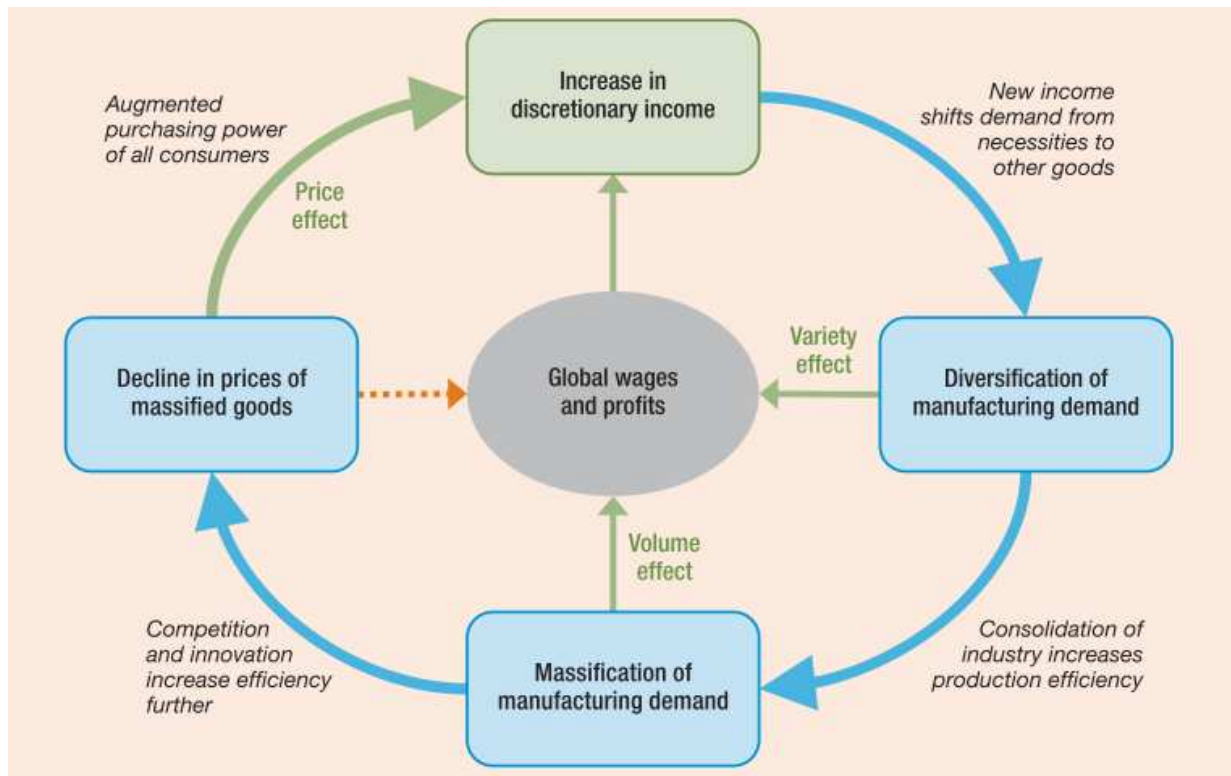 Increase in
discretionary income
New income
shifts demand from
necessities to
other goods
Augmented
purchasing power
of all consumers
Price
effect
Decline in prices of
massified goods
Global wages
and profits
Variety
effect
Diversification of
manufacturing demand
Volume
effect
Competition
and innovation
increase efficiency
further
Massification of
manufacturing demand
Consolidation of
industry increases
production efficiency